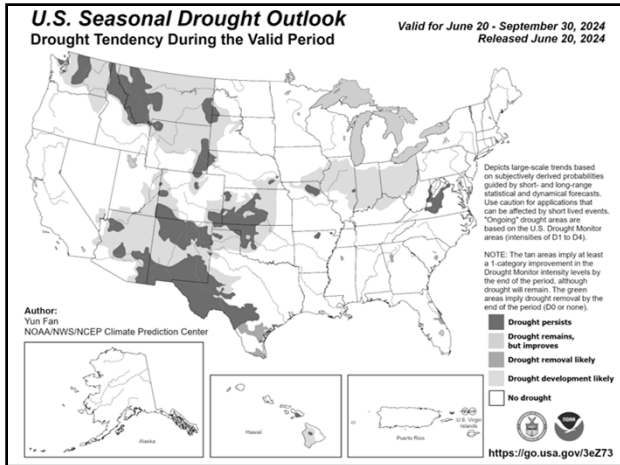 U.S. Seasonal Drought Outlook
Drought Tendency During the Valid Period
Valid for June 20 - September 30, 2024
Released June 20, 2024
Depicts large-scale trends based
on subjectively derived probabilities
guided by short- and long-range
statistical and dynamical forecasts.
Use caution for applications that
can be affected by short lived events.
"Ongoing" drought areas are
based on the U.S. Drought Monitor
areas (intensities of D1 to D4).
NOTE: The tan areas imply at least
a 1-category improvement in the
Drought Monitor intensity levels by
the end of the period, although
drought will remain. The green
areas imply drought removal by the
end of the period (D0 or none).
Author:
Yun Fan
NOAA/NWS/NCEP Climate Prediction Center
Drought persists
Drought remains,
but improves
Drought removal likely
Drought development likely
No drought
Alaska
Hawaii
Puerto Rico
U.S. Virgin
Islands
NOAA
https://go.usa.gov/3eZ73